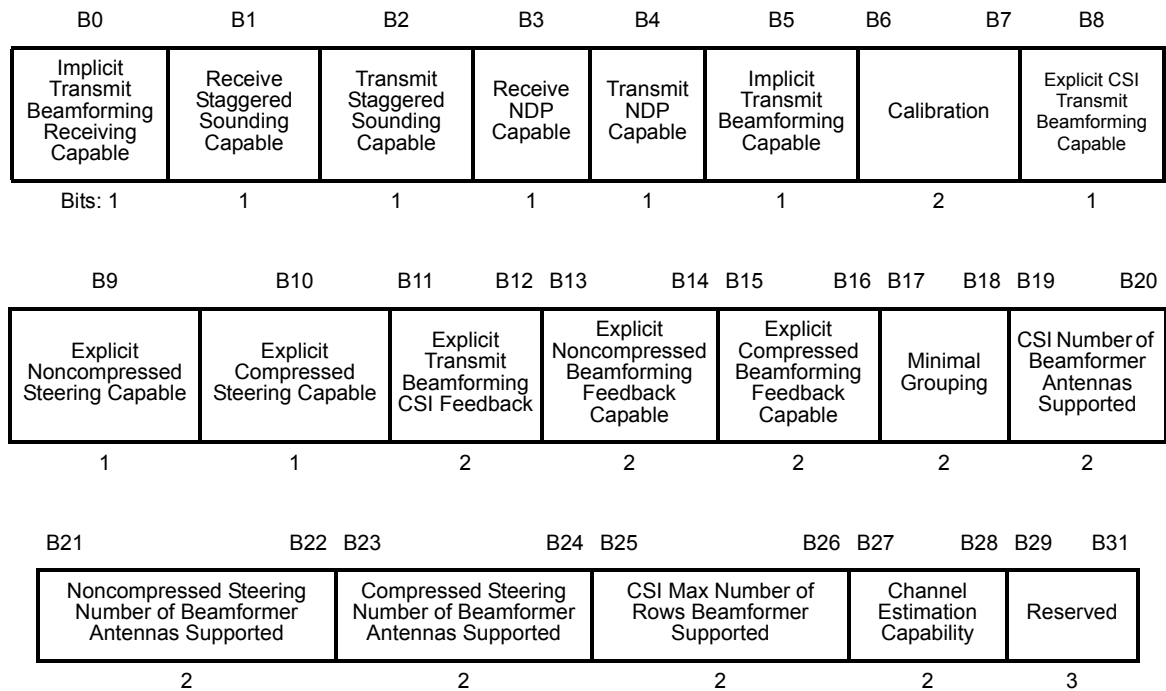 B0 B1 B2 B3 B4 B5 B6 B7 B8
Implicit
Transmit
Beamforming
Receiving
Capable
Receive
Staggered
Sounding
Capable
Transmit
Staggered
Sounding
Capable
Receive
NDP
Capable
Transmit
NDP
Capable
Implicit
Transmit
Beamforming
Capable
Calibration
Explicit CSI
Transmit
Beamforming
Capable
Bits: 1 1 1 1 1 1 2 1
B9 B10 B11 B12 B13 B14 B15 B16 B17 B18 B19 B20
Explicit
Noncompressed
Steering Capable
Explicit
Compressed
Steering Capable
Explicit
Transmit
Beamforming
CSI Feedback
Explicit
Noncompressed
Beamforming
Feedback
Capable
Explicit
Compressed
Beamforming
Feedback
Capable
Minimal
Grouping
CSI Number of
Beamformer
Antennas
Supported
1 1 2 2 2 2 2
B21 B22 B23 B24 B25 B26 B27 B28 B29 B31
Noncompressed Steering
Number of Beamformer
Antennas Supported
Compressed Steering
Number of Beamformer
Antennas Supported
CSI Max Number of
Rows Beamformer
Supported
Channel
Estimation
Capability
Reserved
2 2 2 2 3